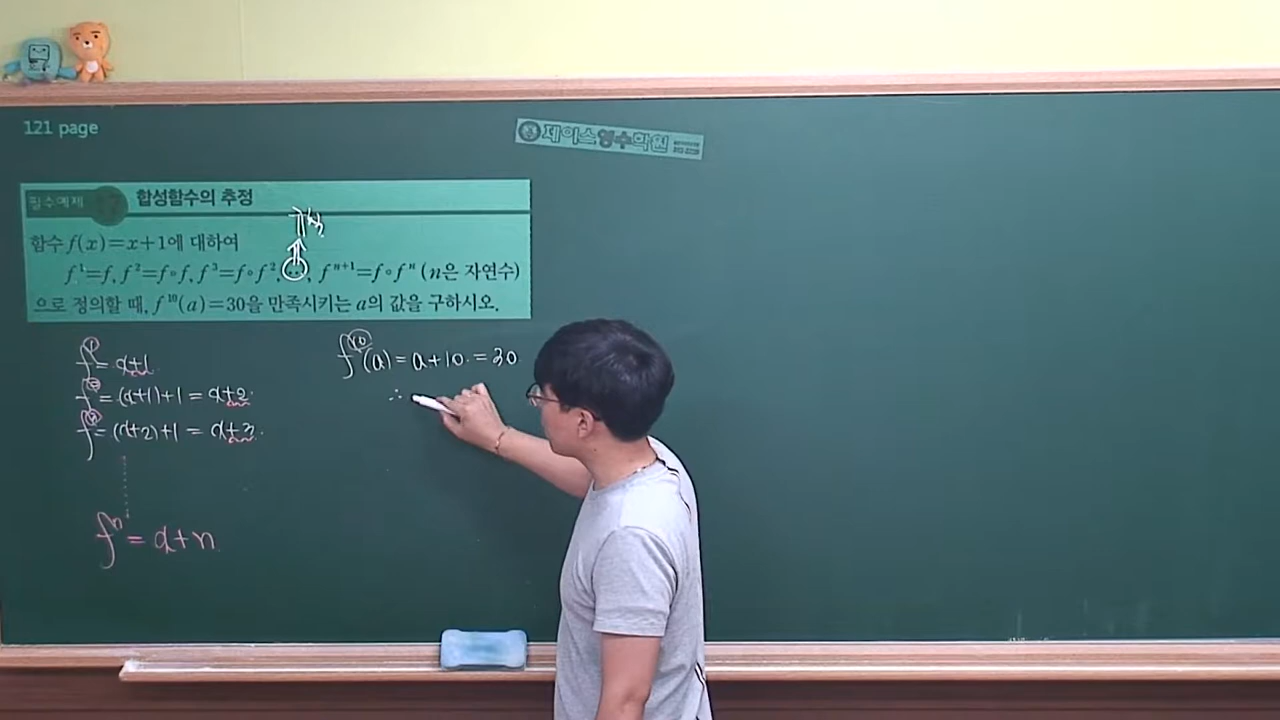 121 page
제이스영수학원
필수예제 합성함수의 추정
함수 f(x)=x+1에 대하여
f¹=f, f²=f∘f, f³=f∘f², …, fⁿ⁺¹=f∘fⁿ (n은 자연수)
으로 정의할 때, f¹⁰(a)=30을 만족시키는 a의 값을 구하시오.
f¹=x+1
f²=(x+1)+1=x+2
f³=(x+2)+1=x+3
fⁿ=x+n
f¹⁰(a)=a+10=30
∴